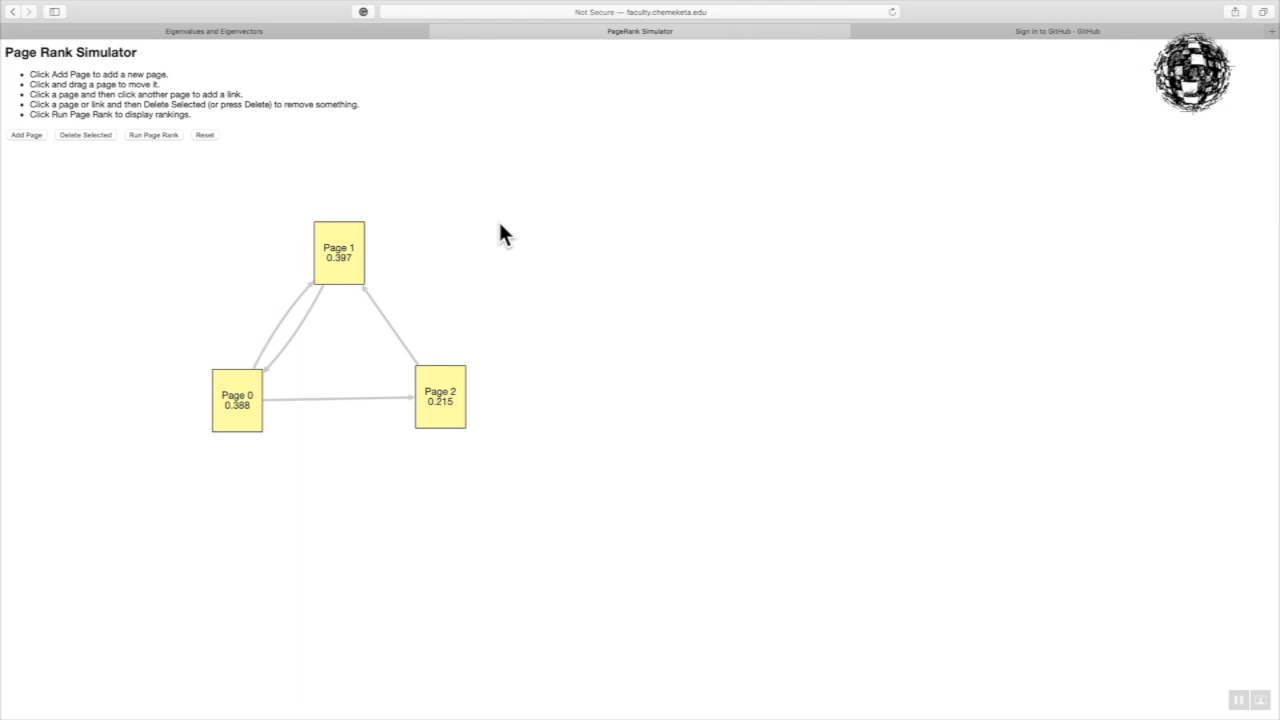 Not Secure — faculty.chemeketa.edu
Eigenvalues and Eigenvectors
PageRank Simulator
Sign in to GitHub · GitHub
Page Rank Simulator
• Click Add Page to add a new page.
• Click and drag a page to move it.
• Click a page and then click another page to add a link.
• Click a page or link and then Delete Selected (or press Delete) to remove something.
• Click Run Page Rank to display rankings.
Add Page
Delete Selected
Run Page Rank
Reset
Page 1
0.397
Page 0
0.388
Page 2
0.215